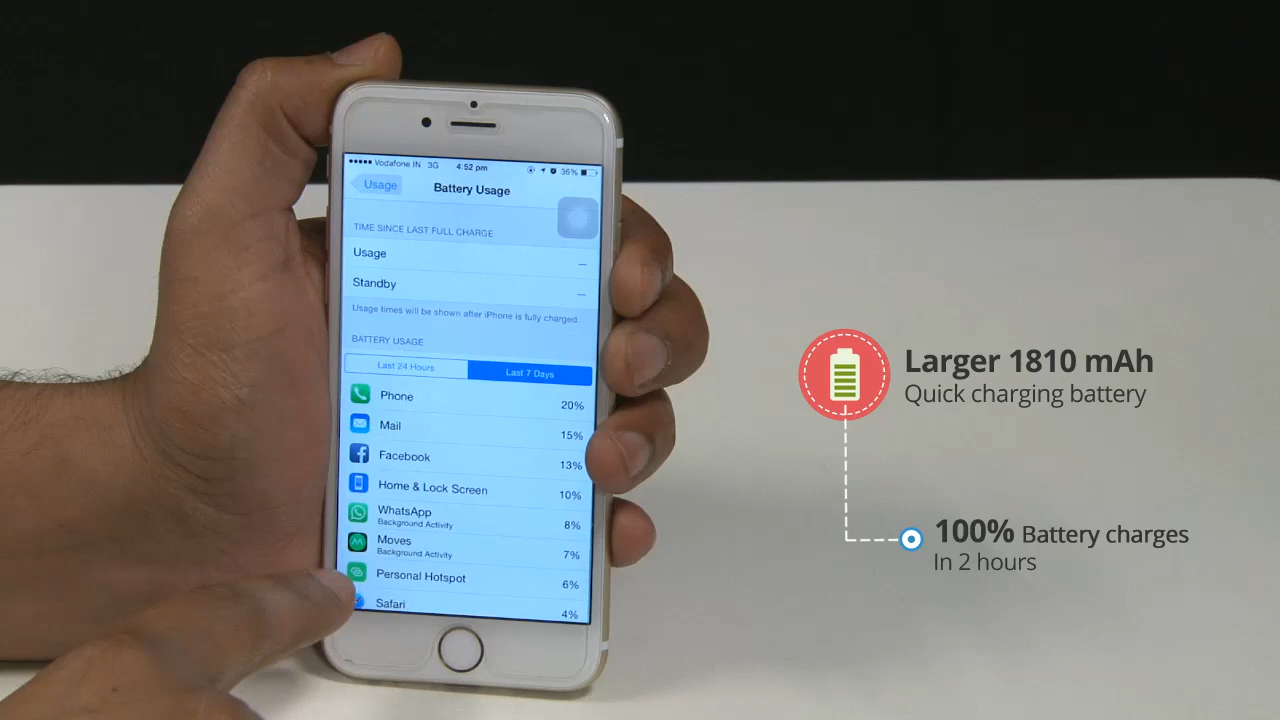 Vodafone IN 3G 4:52 pm 36%
Usage Battery Usage
TIME SINCE LAST FULL CHARGE
Usage –
Standby –
Usage times will be shown after iPhone is fully charged.
BATTERY USAGE
Last 24 Hours Last 7 Days
Phone 20%
Mail 15%
Facebook 13%
Home & Lock Screen 10%
WhatsApp 8%
Background Activity
Moves 7%
Background Activity
Personal Hotspot 6%
Safari 4%
Larger 1810 mAh
Quick charging battery
100% Battery charges
In 2 hours